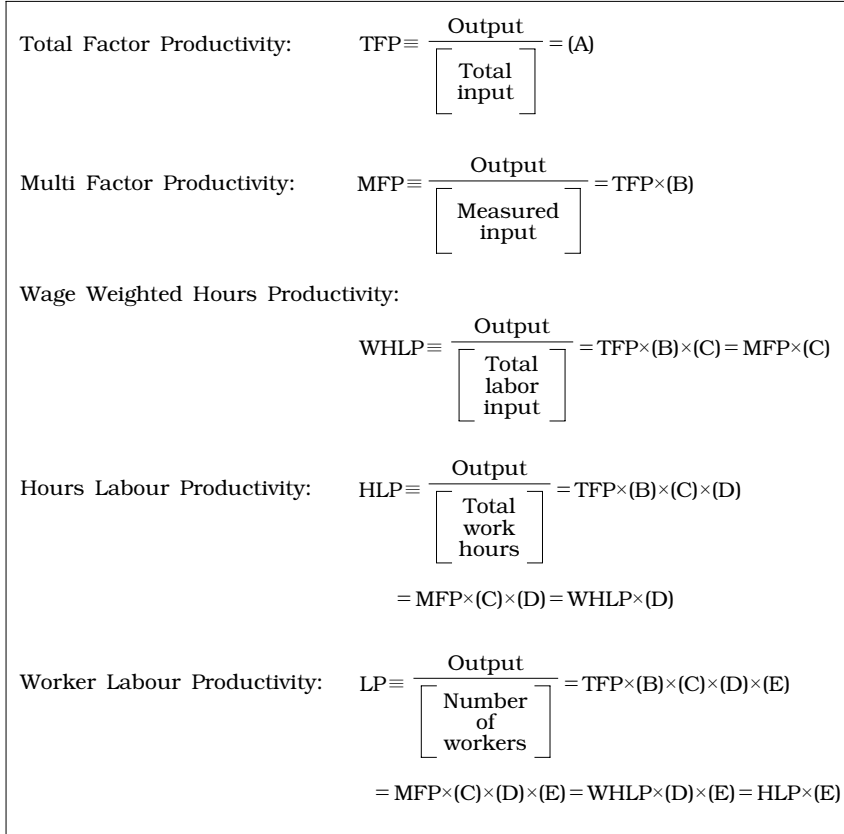 Total Factor Productivity: TFP≡ Output / [Total input] =(A)
Multi Factor Productivity: MFP≡ Output / [Measured input] =TFP×(B)
Wage Weighted Hours Productivity:
WHLP≡ Output / [Total labor input] =TFP×(B)×(C)=MFP×(C)
Hours Labour Productivity: HLP≡ Output / [Total work hours] =TFP×(B)×(C)×(D)
=MFP×(C)×(D)=WHLP×(D)
Worker Labour Productivity: LP≡ Output / [Number of workers] =TFP×(B)×(C)×(D)×(E)
=MFP×(C)×(D)×(E)=WHLP×(D)×(E)=HLP×(E)